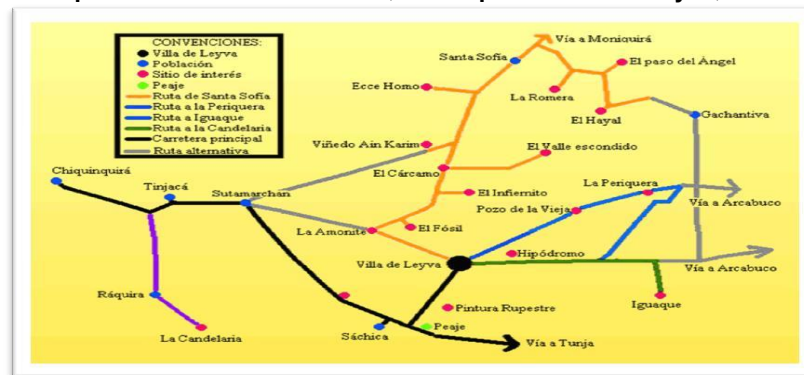 CONVENCIONES:
Villa de Leyva
Población
Sitio de interés
Peaje
Ruta de Santa Sofía
Ruta a la Periquera
Ruta a Iguaque
Ruta a la Candelaria
Carretera principal
Ruta alternativa
Vía a Moniquirá
Santa Sofía
El paso del Ángel
Ecce Homo
La Romera
El Hayal
Gachantiva
Viñedo Ain Karim
El Valle escondido
Chiquinquirá
El Cárcamo
Tinjacá
Sutamarchán
El Infiernito
La Periquera
Pozo de la Vieja
Vía a Arcabuco
La Amonite
El Fósil
Villa de Leyva
Hipódromo
Vía a Arcabuco
Ráquira
Iguaque
Pintura Rupestre
La Candelaria
Sáchica
Peaje
Vía a Tunja